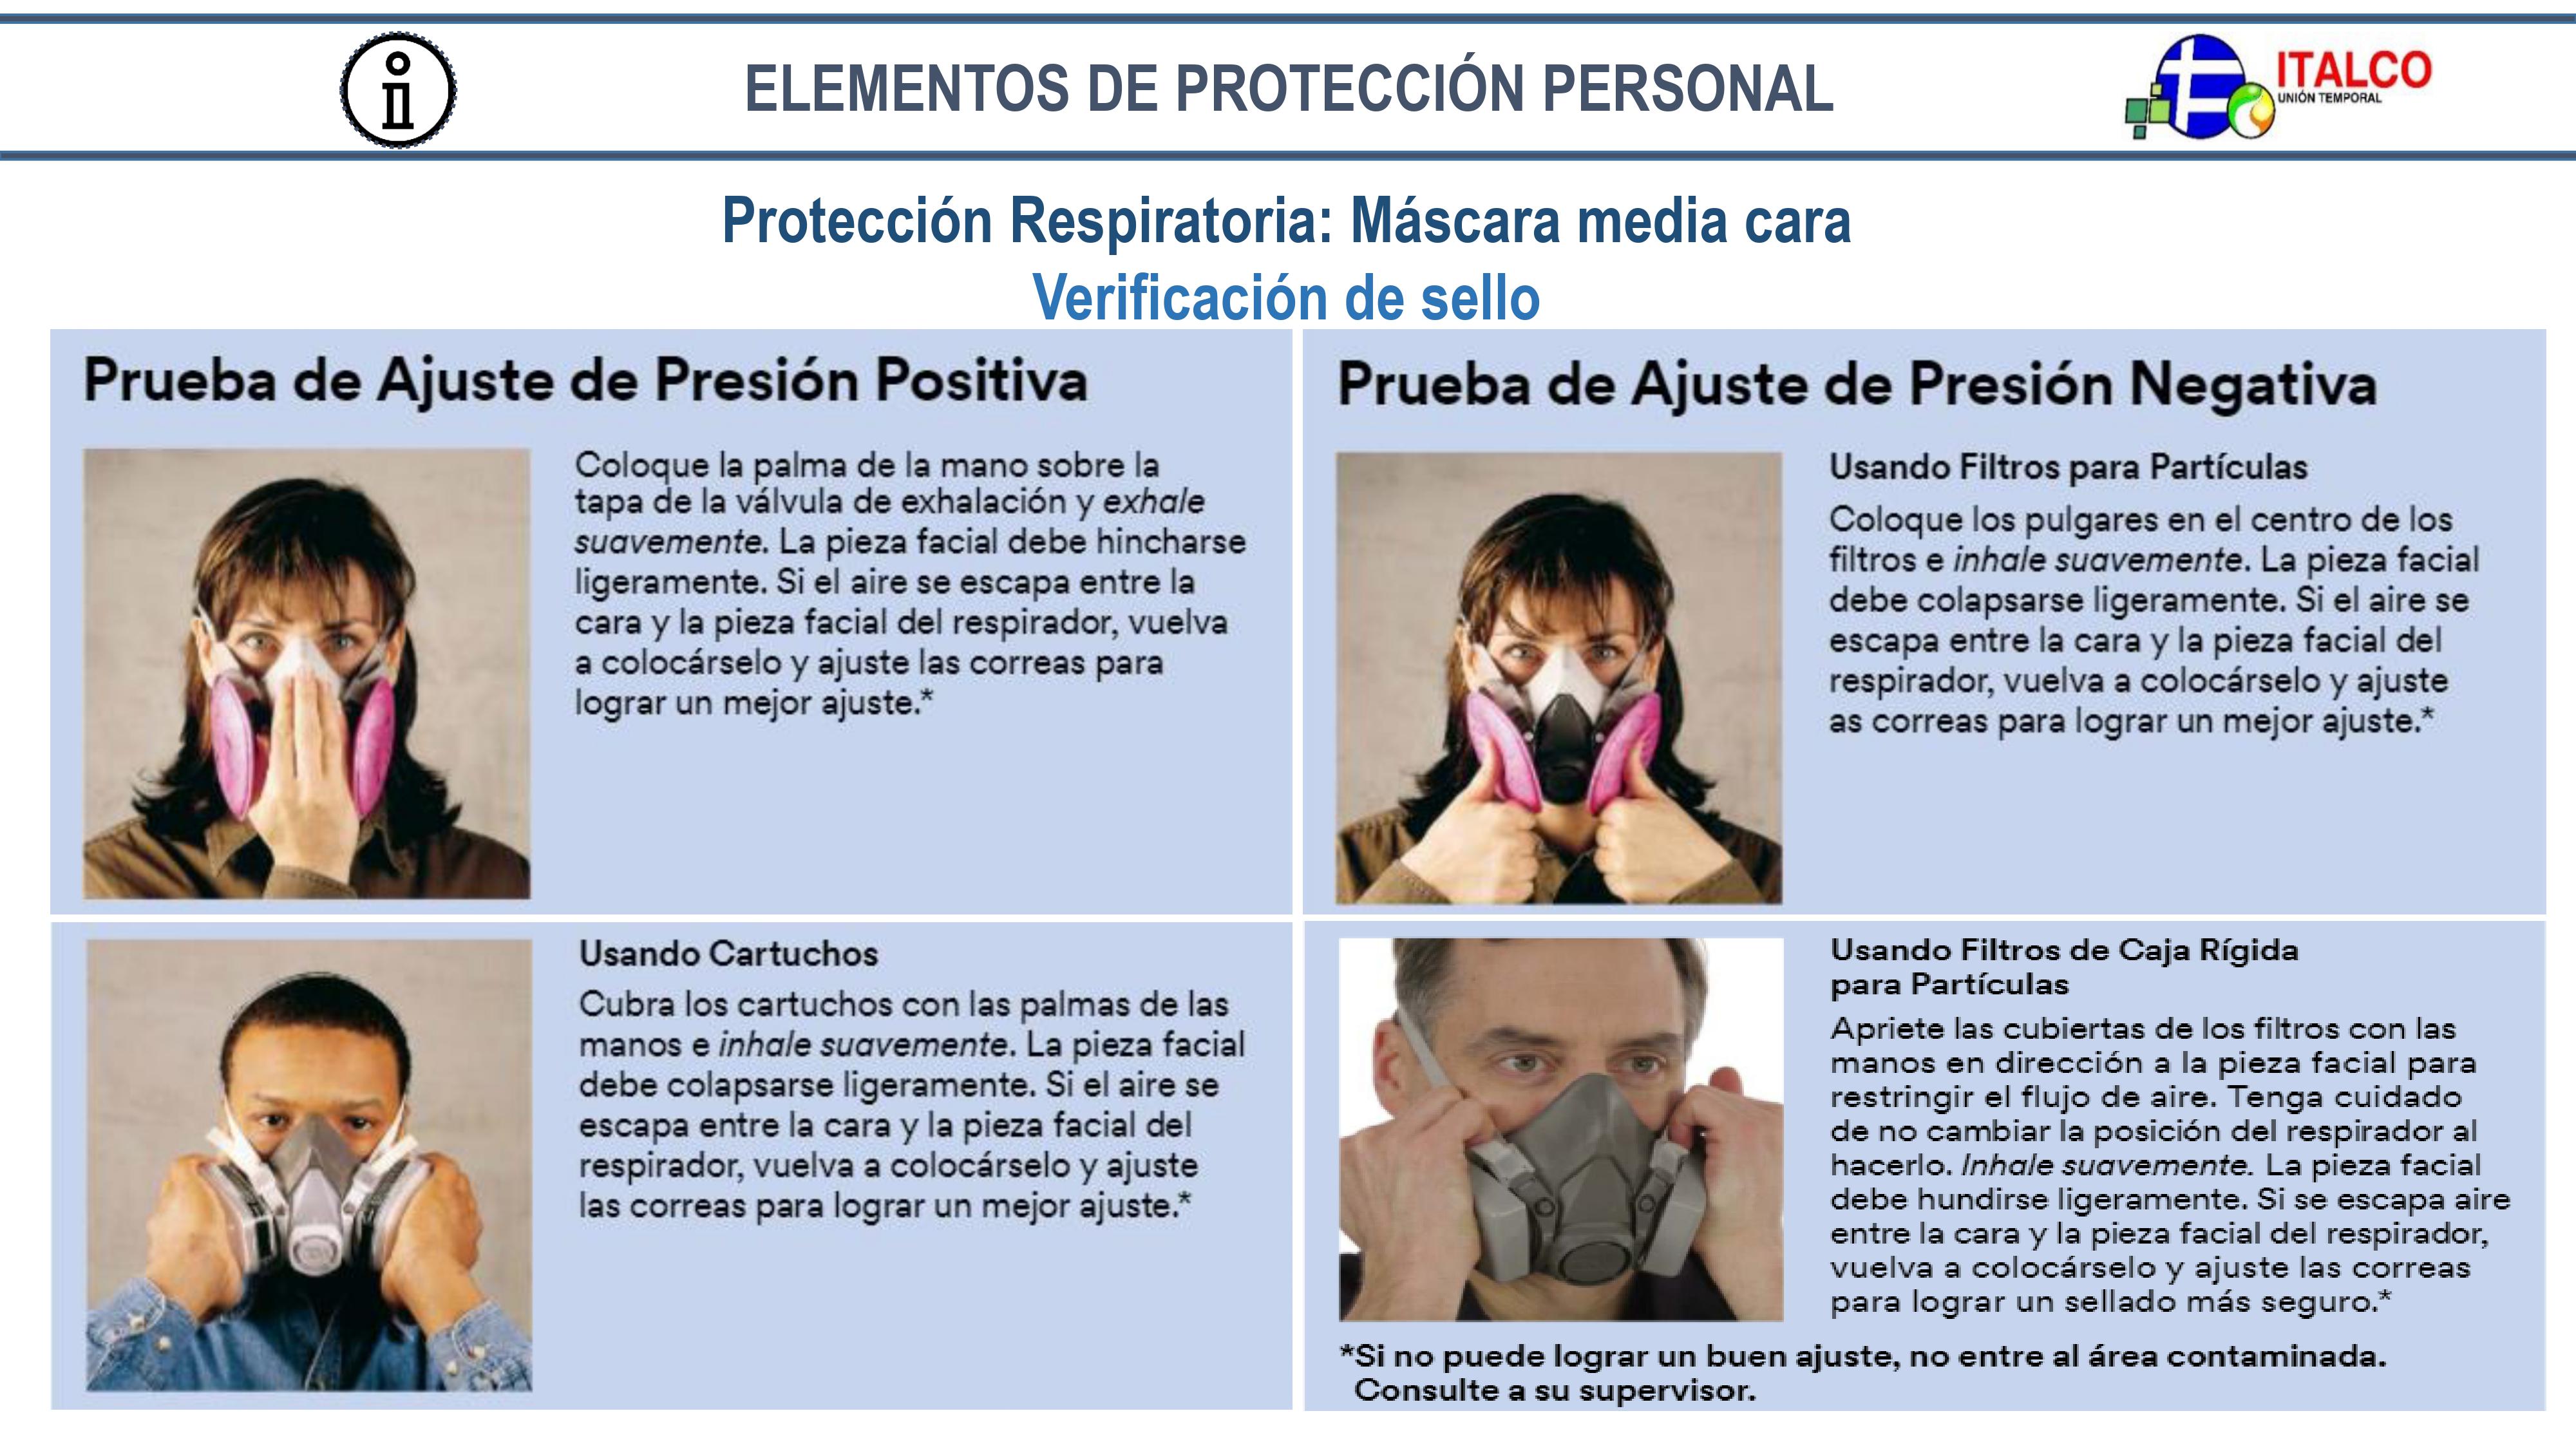 ELEMENTOS DE PROTECCIÓN PERSONAL
ITALCO
UNIÓN TEMPORAL
Protección Respiratoria: Máscara media cara
Verificación de sello
Prueba de Ajuste de Presión Positiva
Coloque la palma de la mano sobre la
tapa de la válvula de exhalación y exhale
suavemente. La pieza facial debe hincharse
ligeramente. Si el aire se escapa entre la
cara y la pieza facial del respirador, vuelva
a colocárselo y ajuste las correas para
lograr un mejor ajuste.*
Prueba de Ajuste de Presión Negativa
Usando Filtros para Partículas
Coloque los pulgares en el centro de los
filtros e inhale suavemente. La pieza facial
debe colapsarse ligeramente. Si el aire se
escapa entre la cara y la pieza facial del
respirador, vuelva a colocárselo y ajuste
as correas para lograr un mejor ajuste.*
Usando Cartuchos
Cubra los cartuchos con las palmas de las
manos e inhale suavemente. La pieza facial
debe colapsarse ligeramente. Si el aire se
escapa entre la cara y la pieza facial del
respirador, vuelva a colocárselo y ajuste
las correas para lograr un mejor ajuste.*
Usando Filtros de Caja Rígida
para Partículas
Apriete las cubiertas de los filtros con las
manos en dirección a la pieza facial para
restringir el flujo de aire. Tenga cuidado
de no cambiar la posición del respirador al
hacerlo. Inhale suavemente. La pieza facial
debe hundirse ligeramente. Si se escapa aire
entre la cara y la pieza facial del respirador,
vuelva a colocárselo y ajuste las correas
para lograr un sellado más seguro.*
*Si no puede lograr un buen ajuste, no entre al área contaminada.
Consulte a su supervisor.